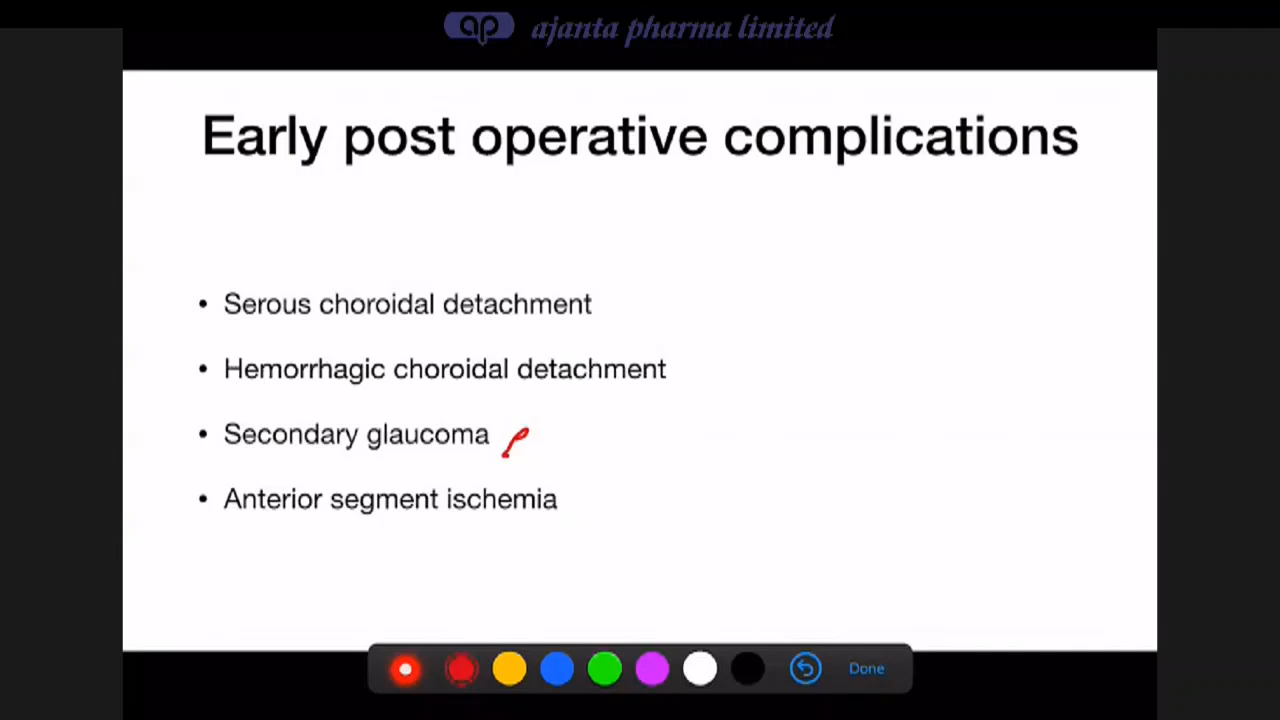 ap ajanta pharma limited
Early post operative complications
• Serous choroidal detachment
• Hemorrhagic choroidal detachment
• Secondary glaucoma
• Anterior segment ischemia
Done